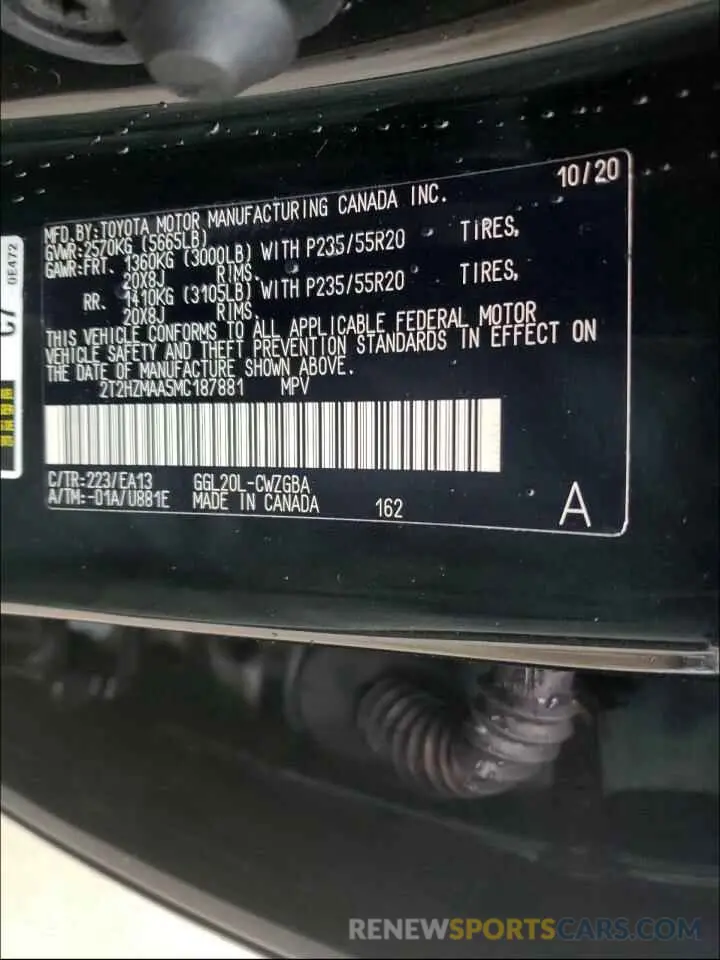 10/20
MFD.BY:TOYOTA MOTOR MANUFACTURING CANADA INC.
GVWR:2570KG (5665LB)
GAWR:FRT. 1360KG (3000LB) WITH P235/55R20 TIRES,
20X8J RIMS.
RR. 1410KG (3105LB) WITH P235/55R20 TIRES,
20X8J RIMS.
THIS VEHICLE CONFORMS TO ALL APPLICABLE FEDERAL MOTOR
VEHICLE SAFETY AND THEFT PREVENTION STANDARDS IN EFFECT ON
THE DATE OF MANUFACTURE SHOWN ABOVE.
2T2HZMAA5MC187881 MPV
C/TR:223/EA13 GGL20L-CWZGBA
A/TM:-01A/U881E MADE IN CANADA 162 A
0E472
RENEWSPORTSCARS.COM